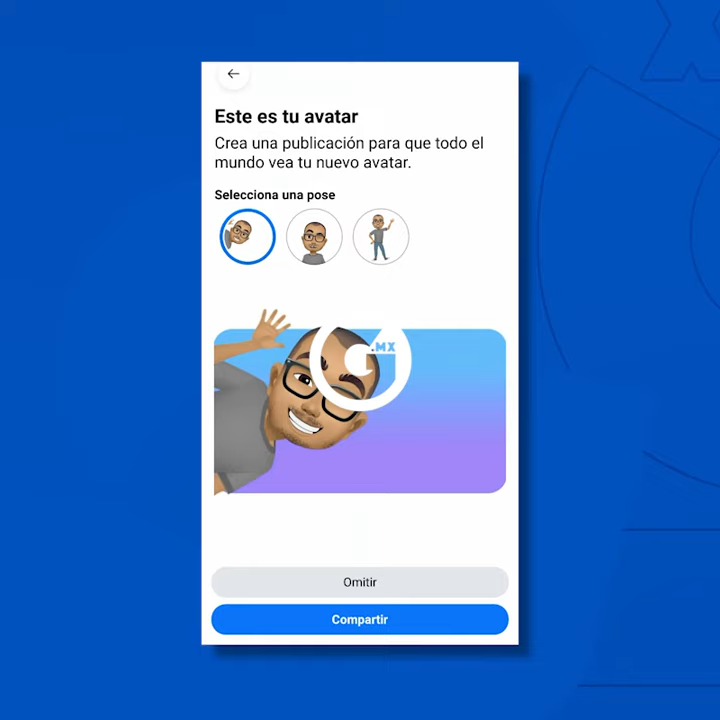 Este es tu avatar
Crea una publicación para que todo el
mundo vea tu nuevo avatar.
Selecciona una pose
.MX
Omitir
Compartir